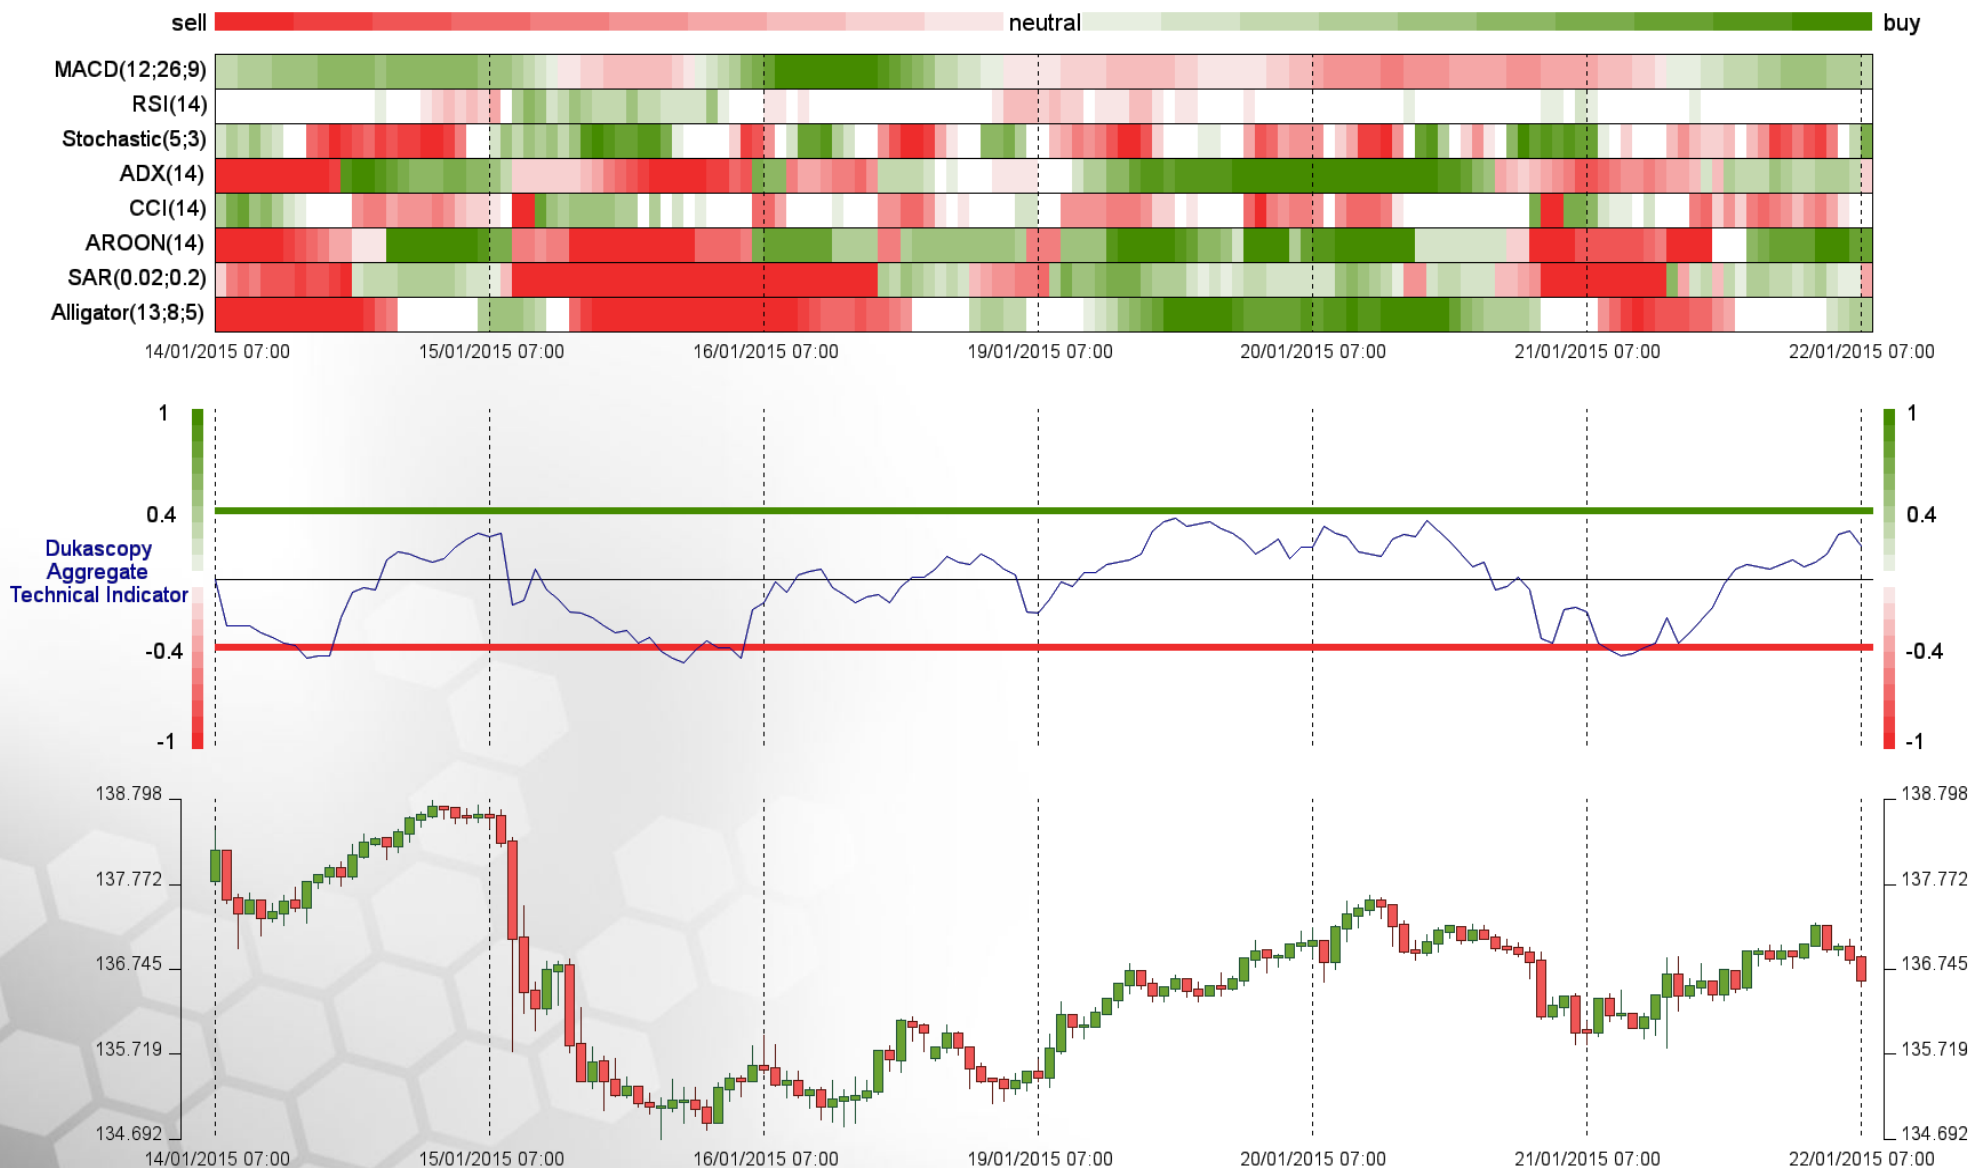 sell neutral buy
MACD(12;26;9)
RSI(14)
Stochastic(5;3)
ADX(14)
CCI(14)
AROON(14)
SAR(0.02;0.2)
Alligator(13;8;5)
14/01/2015 07:00 15/01/2015 07:00 16/01/2015 07:00 19/01/2015 07:00 20/01/2015 07:00 21/01/2015 07:00 22/01/2015 07:00
1 1
0.4 0.4
Dukascopy
Aggregate
Technical Indicator
-0.4 -0.4
-1 -1
138.798 138.798
137.772 137.772
136.745 136.745
135.719 135.719
134.692 134.692
14/01/2015 07:00 15/01/2015 07:00 16/01/2015 07:00 19/01/2015 07:00 20/01/2015 07:00 21/01/2015 07:00 22/01/2015 07:00